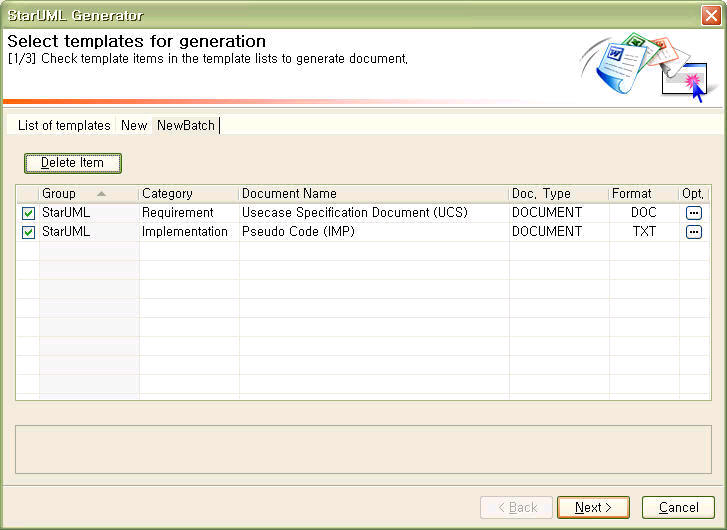 StarUML Generator
Select templates for generation
[1/3] Check template items in the template lists to generate document.
List of templates New NewBatch
Delete Item
Group Category Document Name Doc. Type Format Opt.
StarUML Requirement Usecase Specification Document (UCS) DOCUMENT DOC
StarUML Implementation Pseudo Code (IMP) DOCUMENT TXT
< Back Next > Cancel